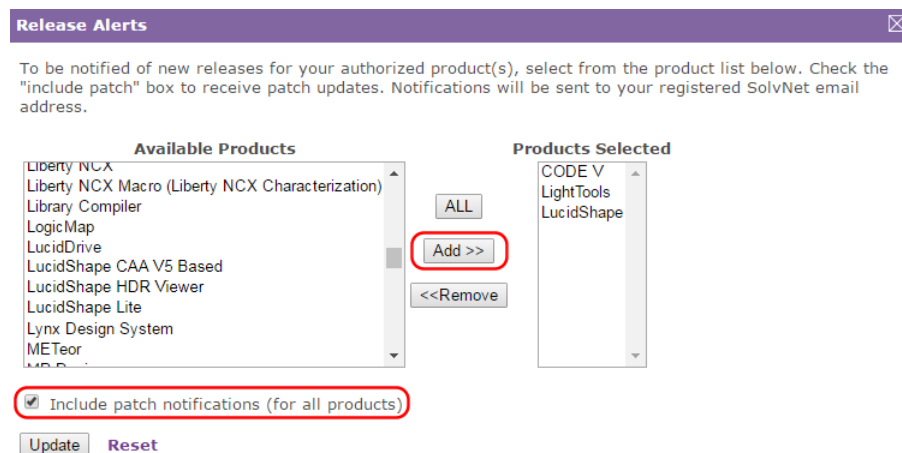 Release Alerts
To be notified of new releases for your authorized product(s), select from the product list below. Check the
"include patch" box to receive patch updates. Notifications will be sent to your registered SolvNet email
address.
Available Products
Products Selected
Liberty NCX
Liberty NCX Macro (Liberty NCX Characterization)
Library Compiler
LogicMap
LucidDrive
LucidShape CAA V5 Based
LucidShape HDR Viewer
LucidShape Lite
Lynx Design System
METeor
ALL
Add >>
<<Remove
CODE V
LightTools
LucidShape
Include patch notifications (for all products)
Update Reset